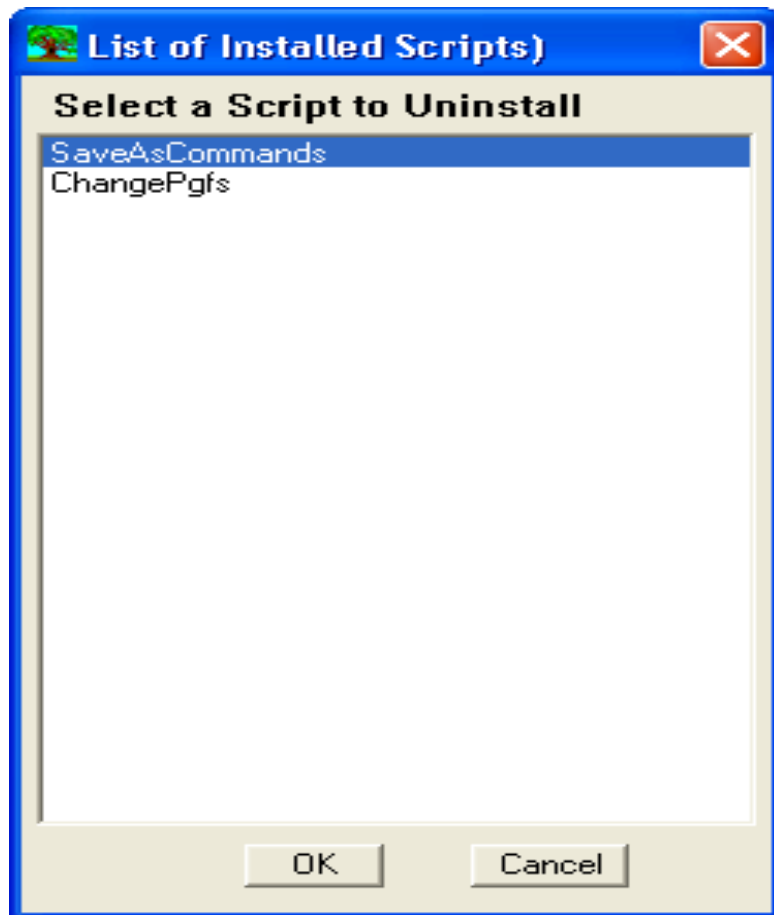 List of Installed Scripts)
Select a Script to Uninstall
SaveAsCommands
ChangePgfs
OK Cancel